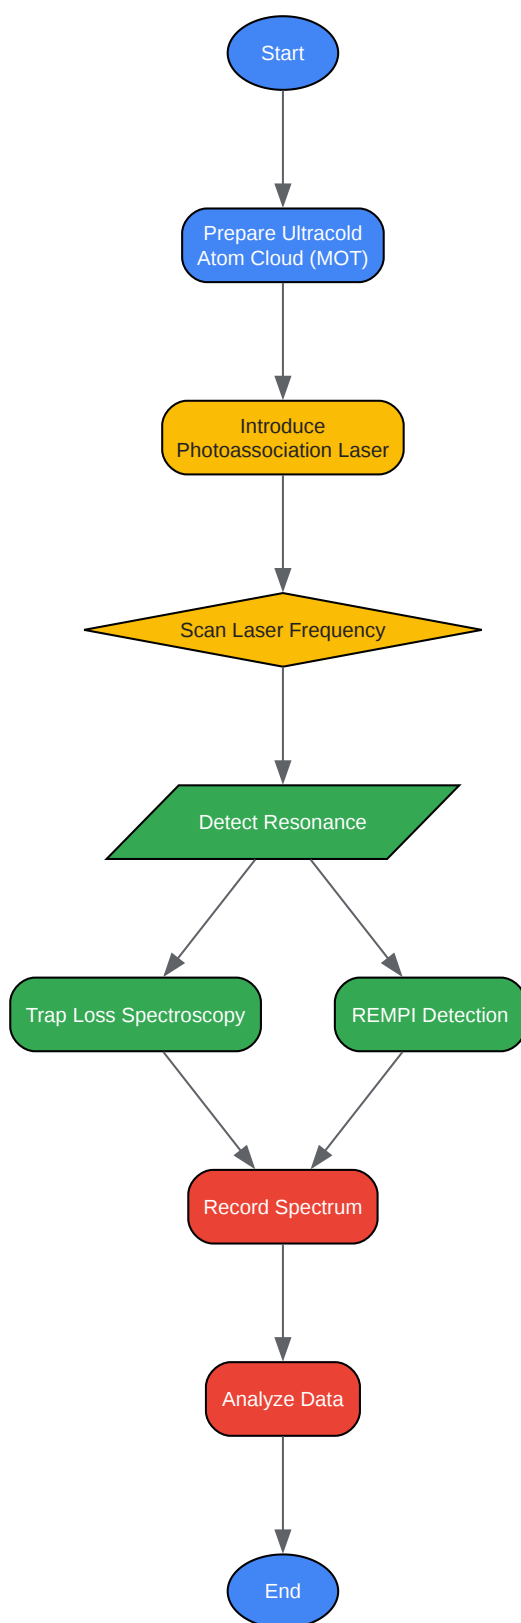 Start
Prepare Ultracold
Atom Cloud (MOT)
Introduce
Photoassociation Laser
Scan Laser Frequency
Detect Resonance
Trap Loss Spectroscopy
REMPI Detection
Record Spectrum
Analyze Data
End